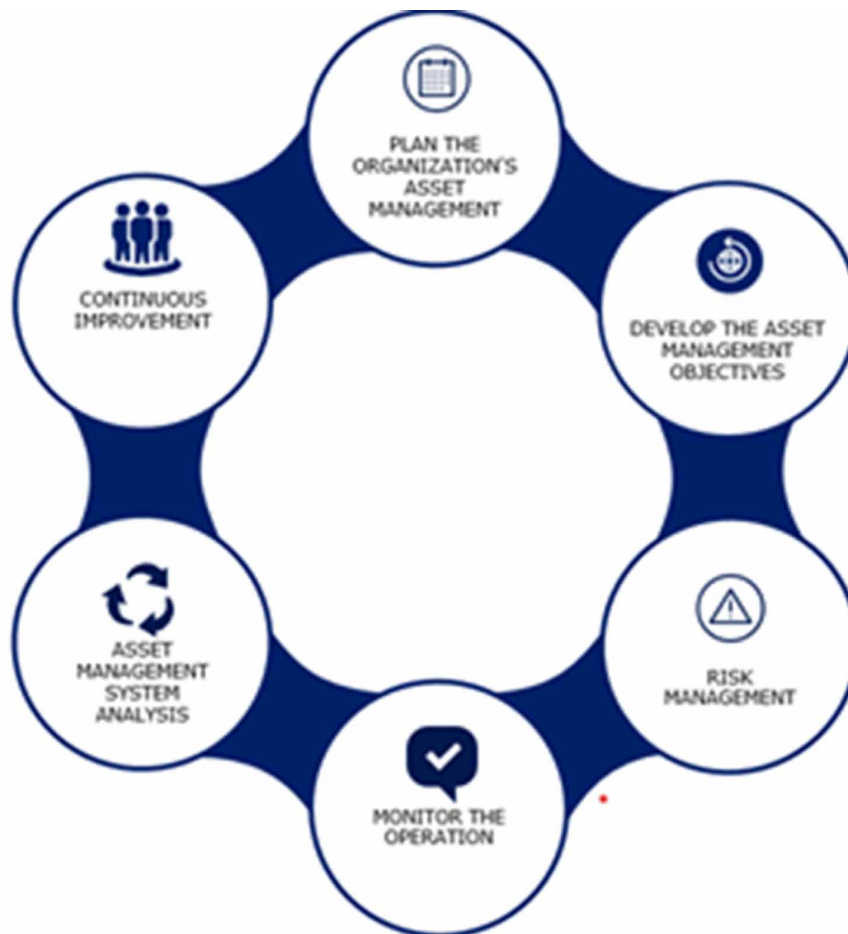 PLAN THE
ORGANIZATION'S
ASSET
MANAGEMENT
DEVELOP THE ASSET
MANAGEMENT
OBJECTIVES
RISK
MANAGEMENT
MONITOR THE
OPERATION
ASSET
MANAGEMENT
SYSTEM
ANALYSIS
CONTINUOUS
IMPROVEMENT